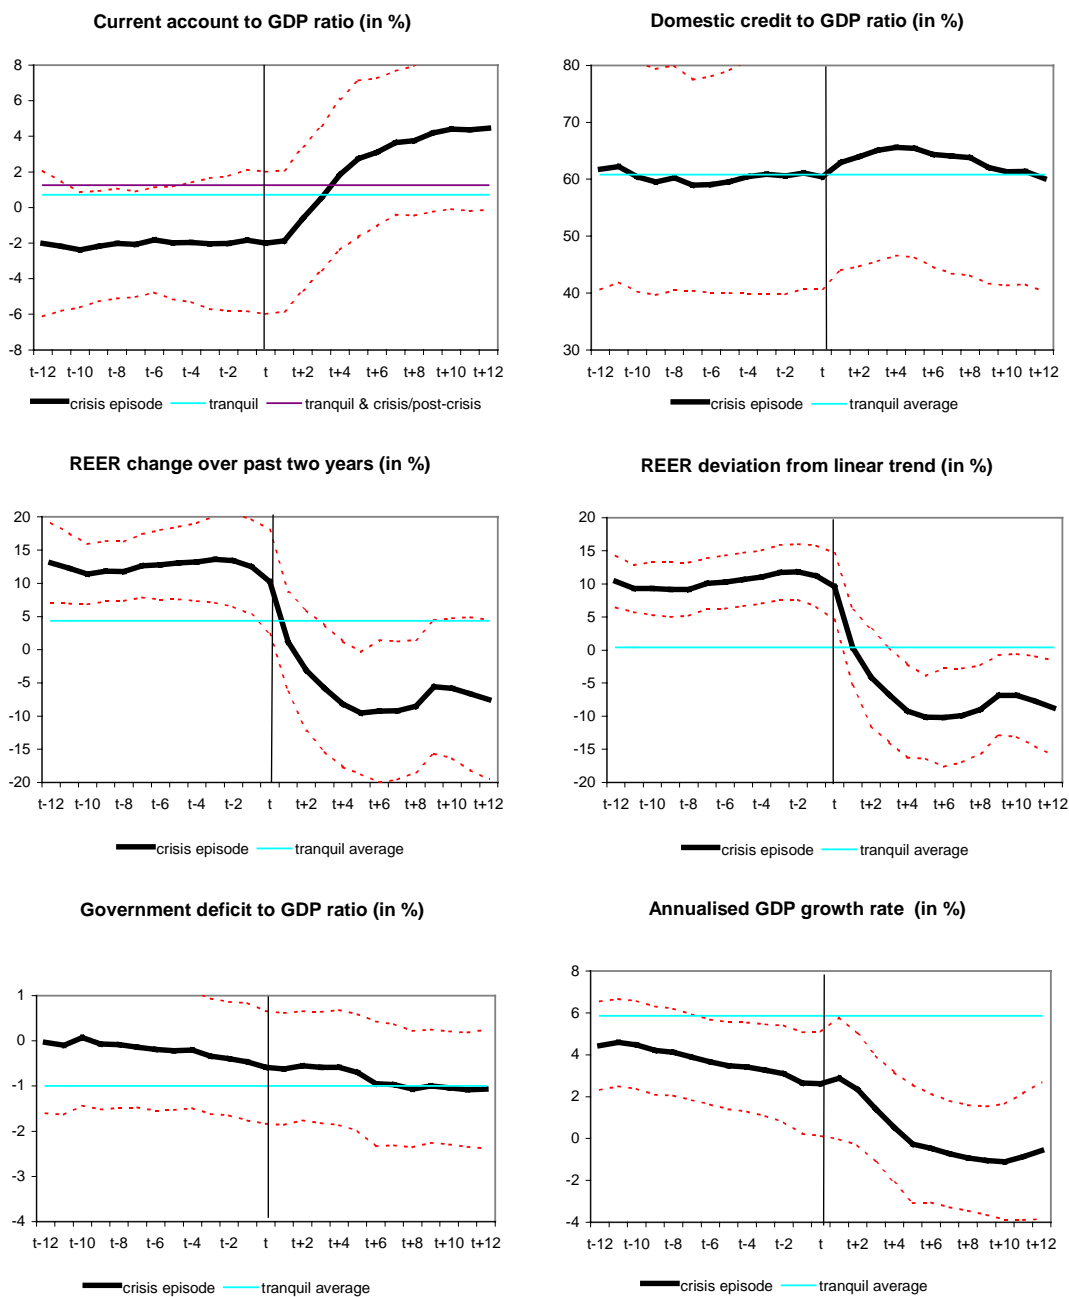 Current account to GDP ratio (in %)
8
6
4
2
0
-2
-4
-6
-8
t-12 t-10 t-8 t-6 t-4 t-2 t t+2 t+4 t+6 t+8 t+10 t+12
crisis episode tranquil tranquil & crisis/post-crisis
Domestic credit to GDP ratio (in %)
80
70
60
50
40
30
t-12 t-10 t-8 t-6 t-4 t-2 t t+2 t+4 t+6 t+8 t+10 t+12
crisis episode tranquil average
REER change over past two years (in %)
20
15
10
5
0
-5
-10
-15
-20
t-12 t-10 t-8 t-6 t-4 t-2 t t+2 t+4 t+6 t+8 t+10 t+12
crisis episode tranquil average
REER deviation from linear trend (in %)
20
15
10
5
0
-5
-10
-15
-20
t-12 t-10 t-8 t-6 t-4 t-2 t t+2 t+4 t+6 t+8 t+10 t+12
crisis episode tranquil average
Government deficit to GDP ratio (in %)
1
0
-1
-2
-3
-4
t-12 t-10 t-8 t-6 t-4 t-2 t t+2 t+4 t+6 t+8 t+10 t+12
crisis episode tranquil average
Annualised GDP growth rate (in %)
8
6
4
2
0
-2
-4
t-12 t-10 t-8 t-6 t-4 t-2 t t+2 t+4 t+6 t+8 t+10 t+12
crisis episode tranquil average